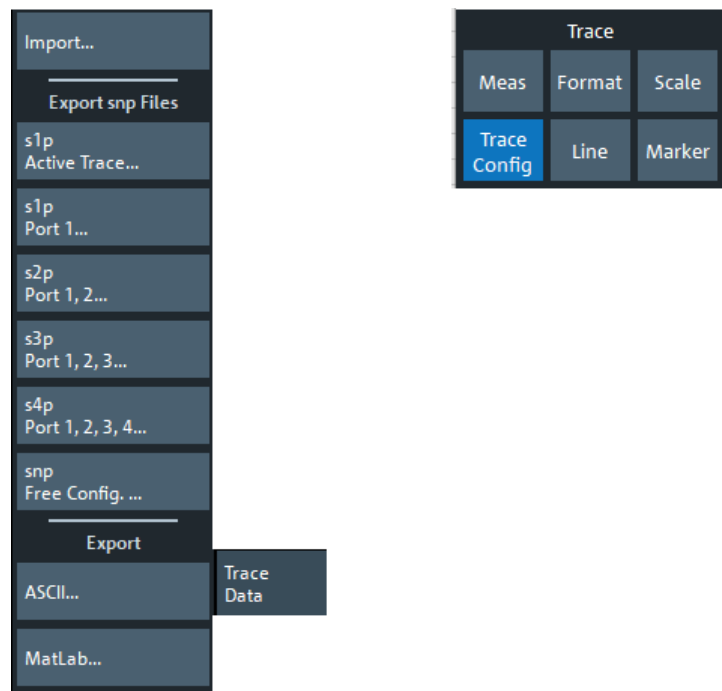 Import...
Export snp Files
s1p
Active Trace...
s1p
Port 1...
s2p
Port 1, 2...
s3p
Port 1, 2, 3...
s4p
Port 1, 2, 3, 4...
snp
Free Config. ...
Export
ASCII...
MatLab...
Trace
Data
Trace
Meas Format Scale
Trace
Config
Line Marker